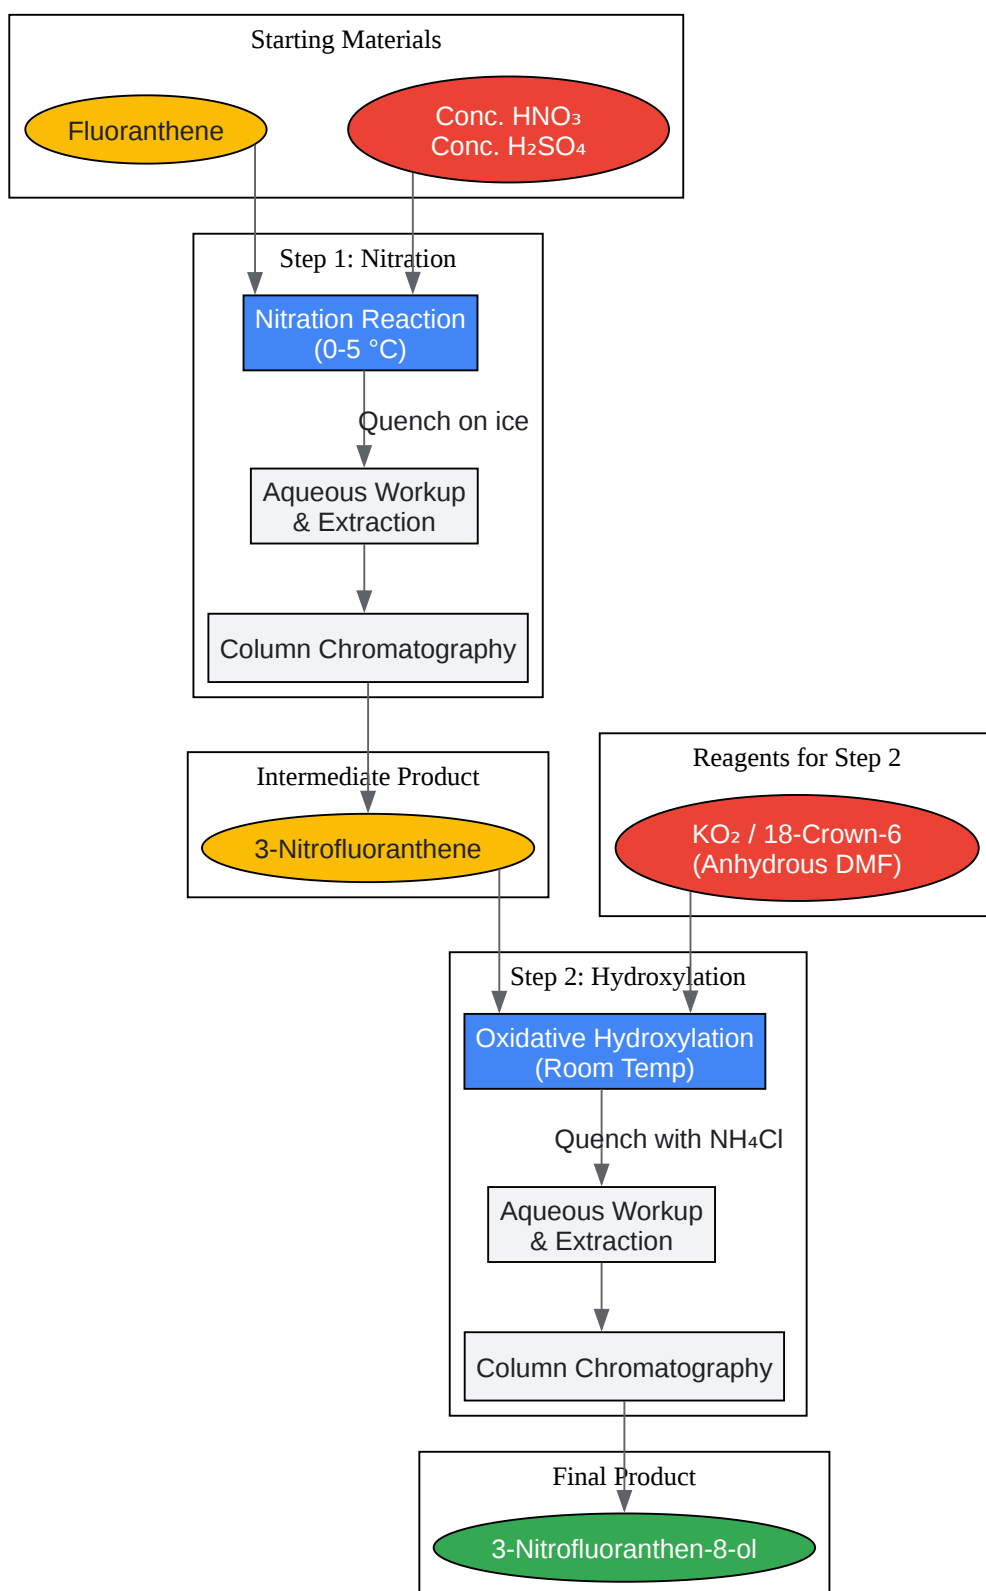 Starting Materials
Fluoranthene
Conc. HNO₃
Conc. H₂SO₄
Step 1: Nitration
Nitration Reaction
(0-5 °C)
Quench on ice
Aqueous Workup
& Extraction
Column Chromatography
Intermediate Product
3-Nitrofluoranthene
Reagents for Step 2
KO₂ / 18-Crown-6
(Anhydrous DMF)
Step 2: Hydroxylation
Oxidative Hydroxylation
(Room Temp)
Quench with NH₄Cl
Aqueous Workup
& Extraction
Column Chromatography
Final Product
3-Nitrofluoranthen-8-ol